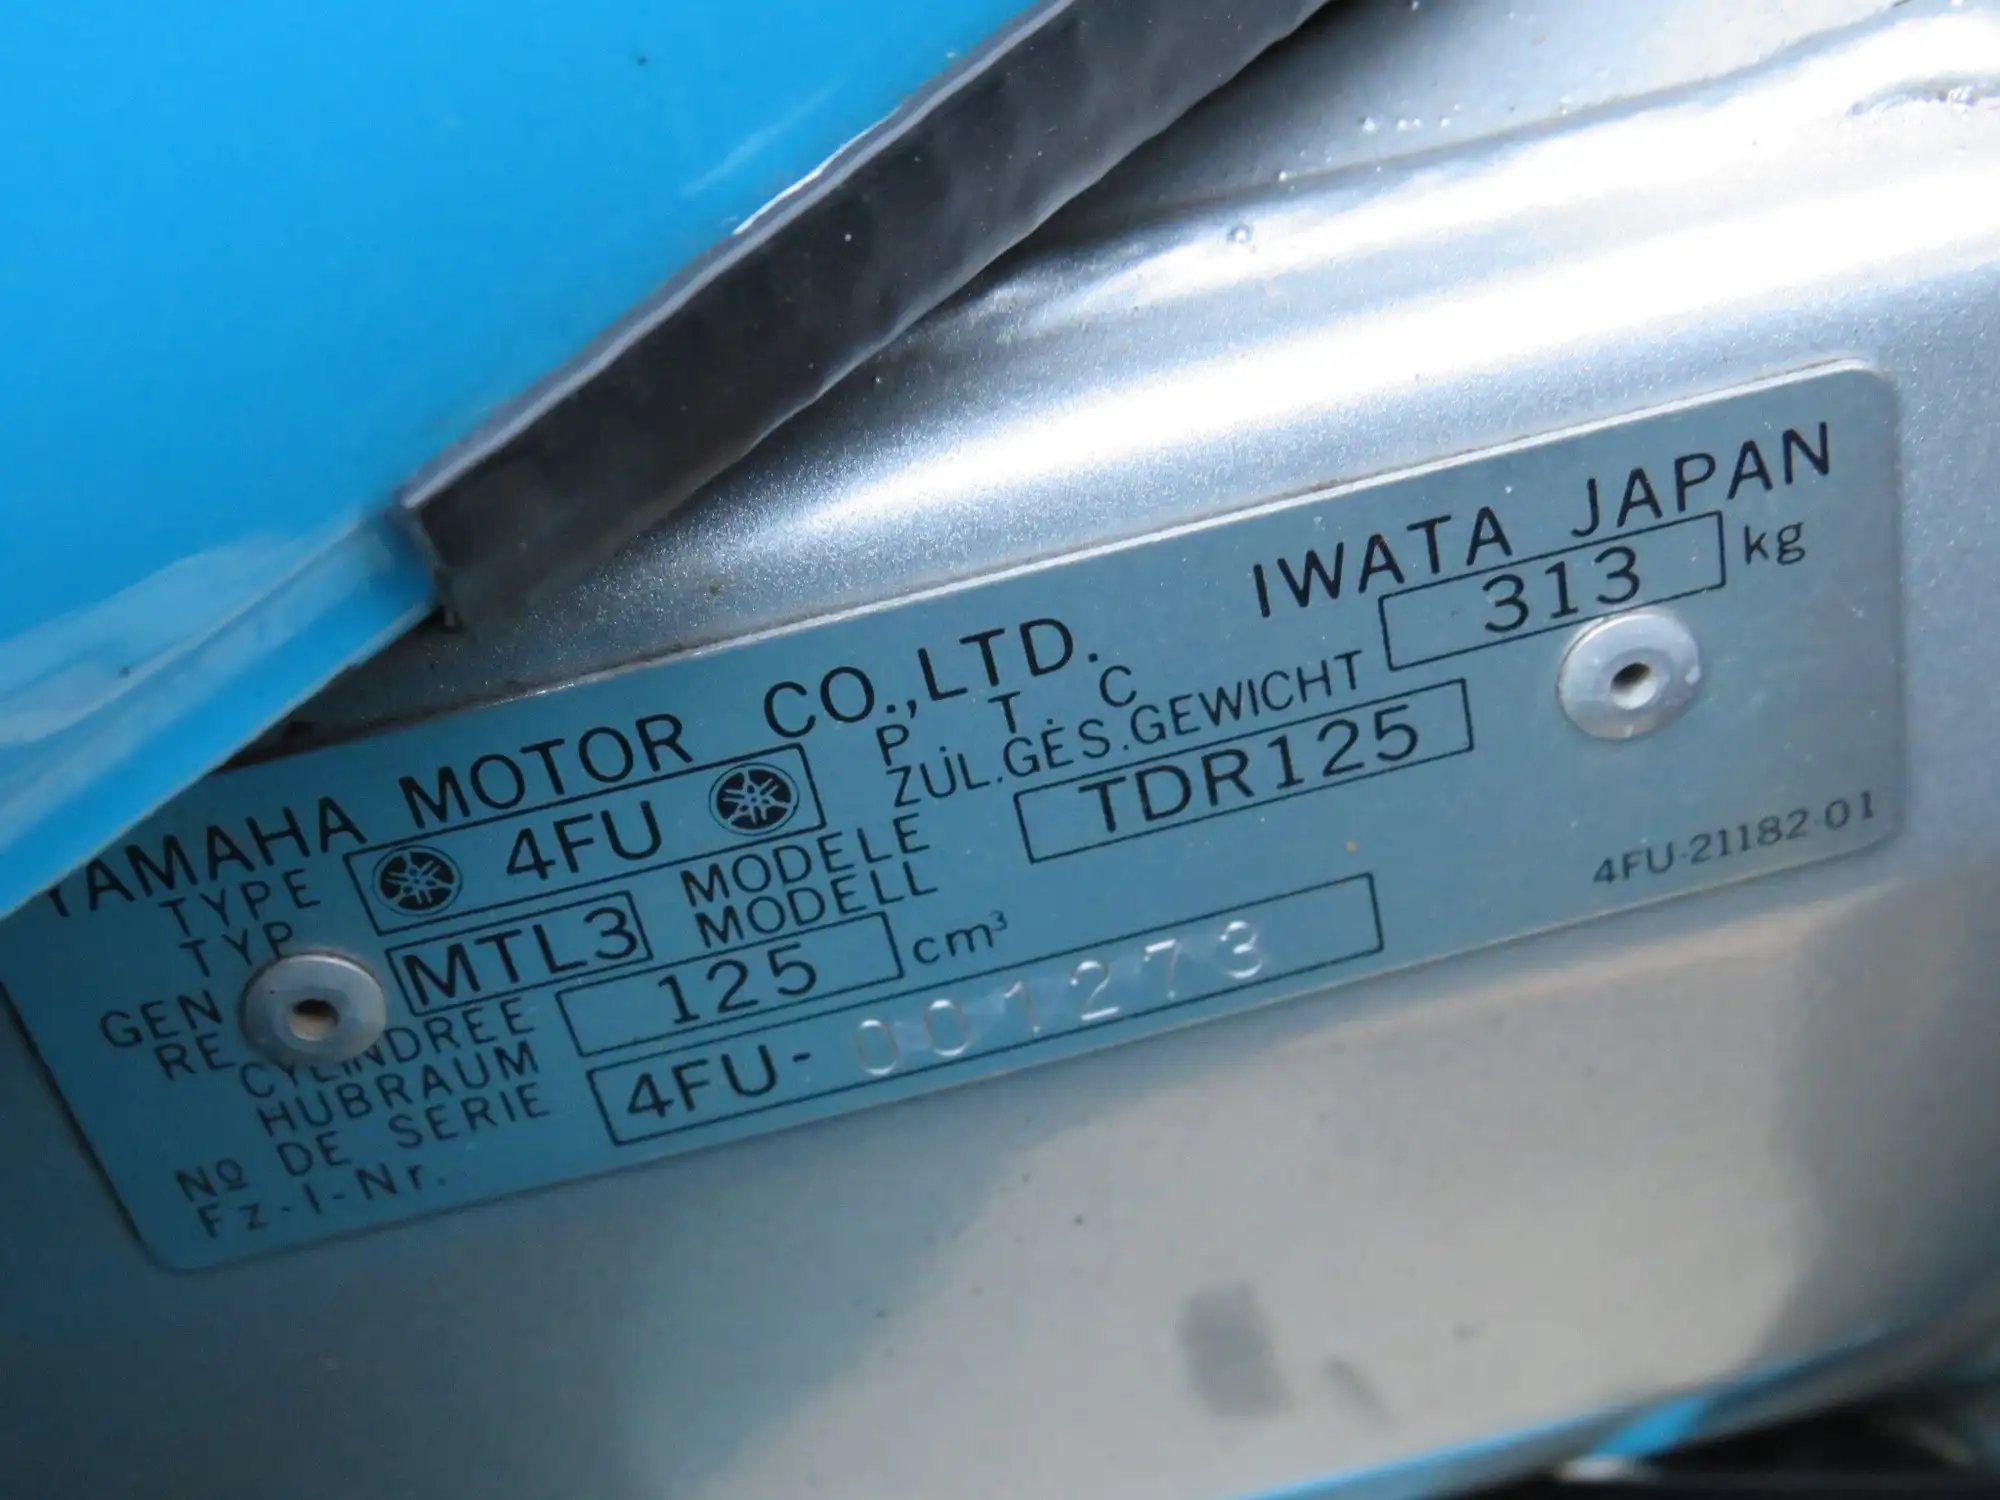 YAMAHA MOTOR CO.,LTD. IWATA JAPAN
TYPE
TYP
4FU
P T C
ZUL.GES.GEWICHT
313 kg
GEN
RE
MTL3
MODELE
MODELL
TDR125
CYLINDREE
HUBRAUM
125 cm³
4FU-21182-01
Nº DE SERIE
Fz-I-Nr.
4FU-001273